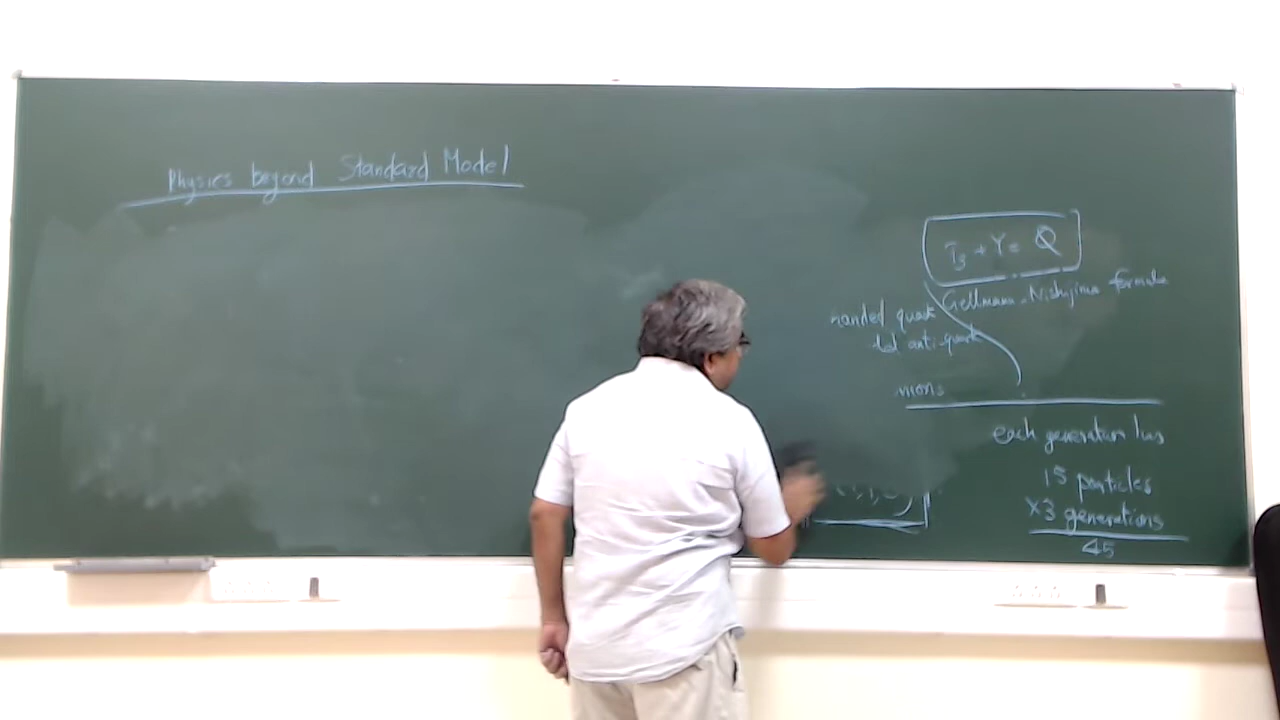 Physics beyond Standard Model
T3 + Y = Q
Gellmann-Nishijima formula
handed quark
anti-quark
each generation has
15 particles
×3 generations
45